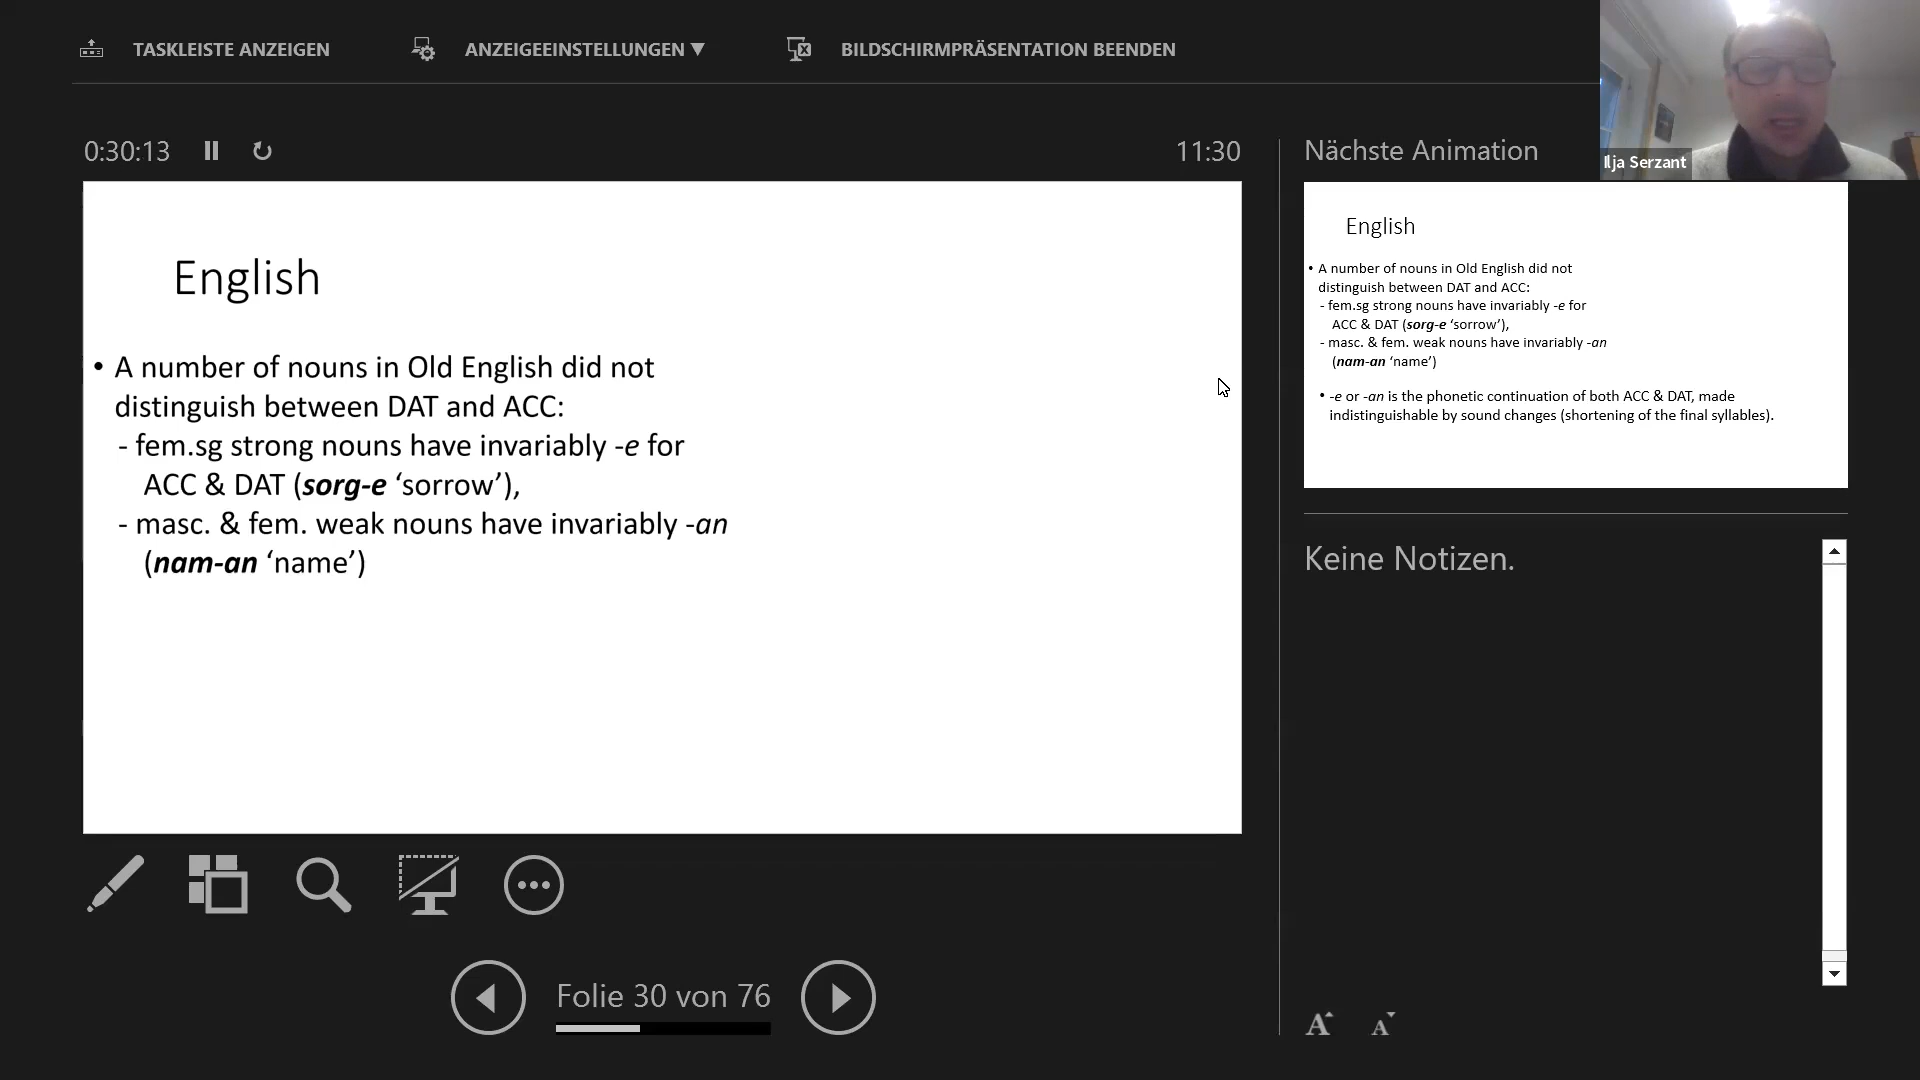 TASKLEISTE ANZEIGEN
ANZEIGEEINSTELLUNGEN ▼
BILDSCHIRMPRÄSENTATION BEENDEN
Ilja Serzant
0:30:13
11:30
Nächste Animation
English
• A number of nouns in Old English did not
distinguish between DAT and ACC:
- fem.sg strong nouns have invariably -e for
ACC & DAT (sorg-e ‘sorrow’),
- masc. & fem. weak nouns have invariably -an
(nam-an ‘name’)
English
• A number of nouns in Old English did not
distinguish between DAT and ACC:
- fem.sg strong nouns have invariably -e for
ACC & DAT (sorg-e ‘sorrow’),
- masc. & fem. weak nouns have invariably -an
(nam-an ‘name’)
• -e or -an is the phonetic continuation of both ACC & DAT, made
indistinguishable by sound changes (shortening of the final syllables).
Keine Notizen.
Folie 30 von 76
A A